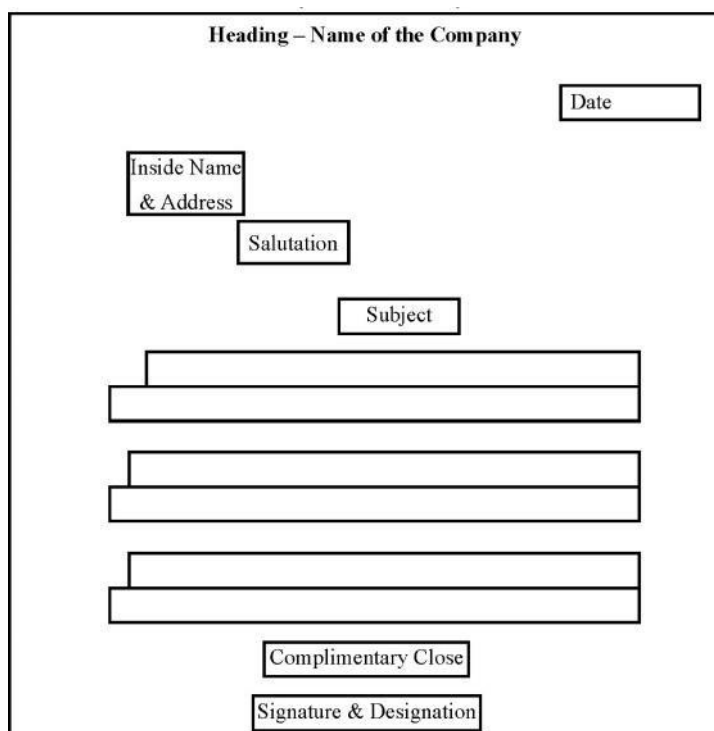 Heading – Name of the Company
Date
Inside Name
& Address
Salutation
Subject
Complimentary Close
Signature & Designation